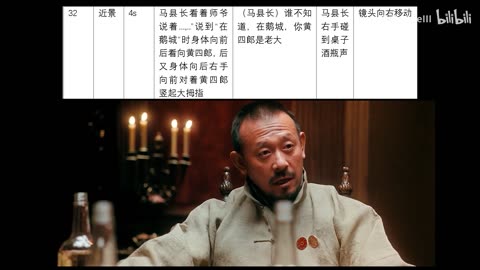 32
近景
4s
马县长看着师爷
说着……"说到"在
鹅城"时身体向前
后看向黄四郎，后
又身体向后右手
向前对着黄四郎
竖起大拇指
（马县长）谁不知
道，在鹅城，你黄
四郎是老大
马县长
右手碰
到桌子
酒瓶声
镜头向右移动
bilibili